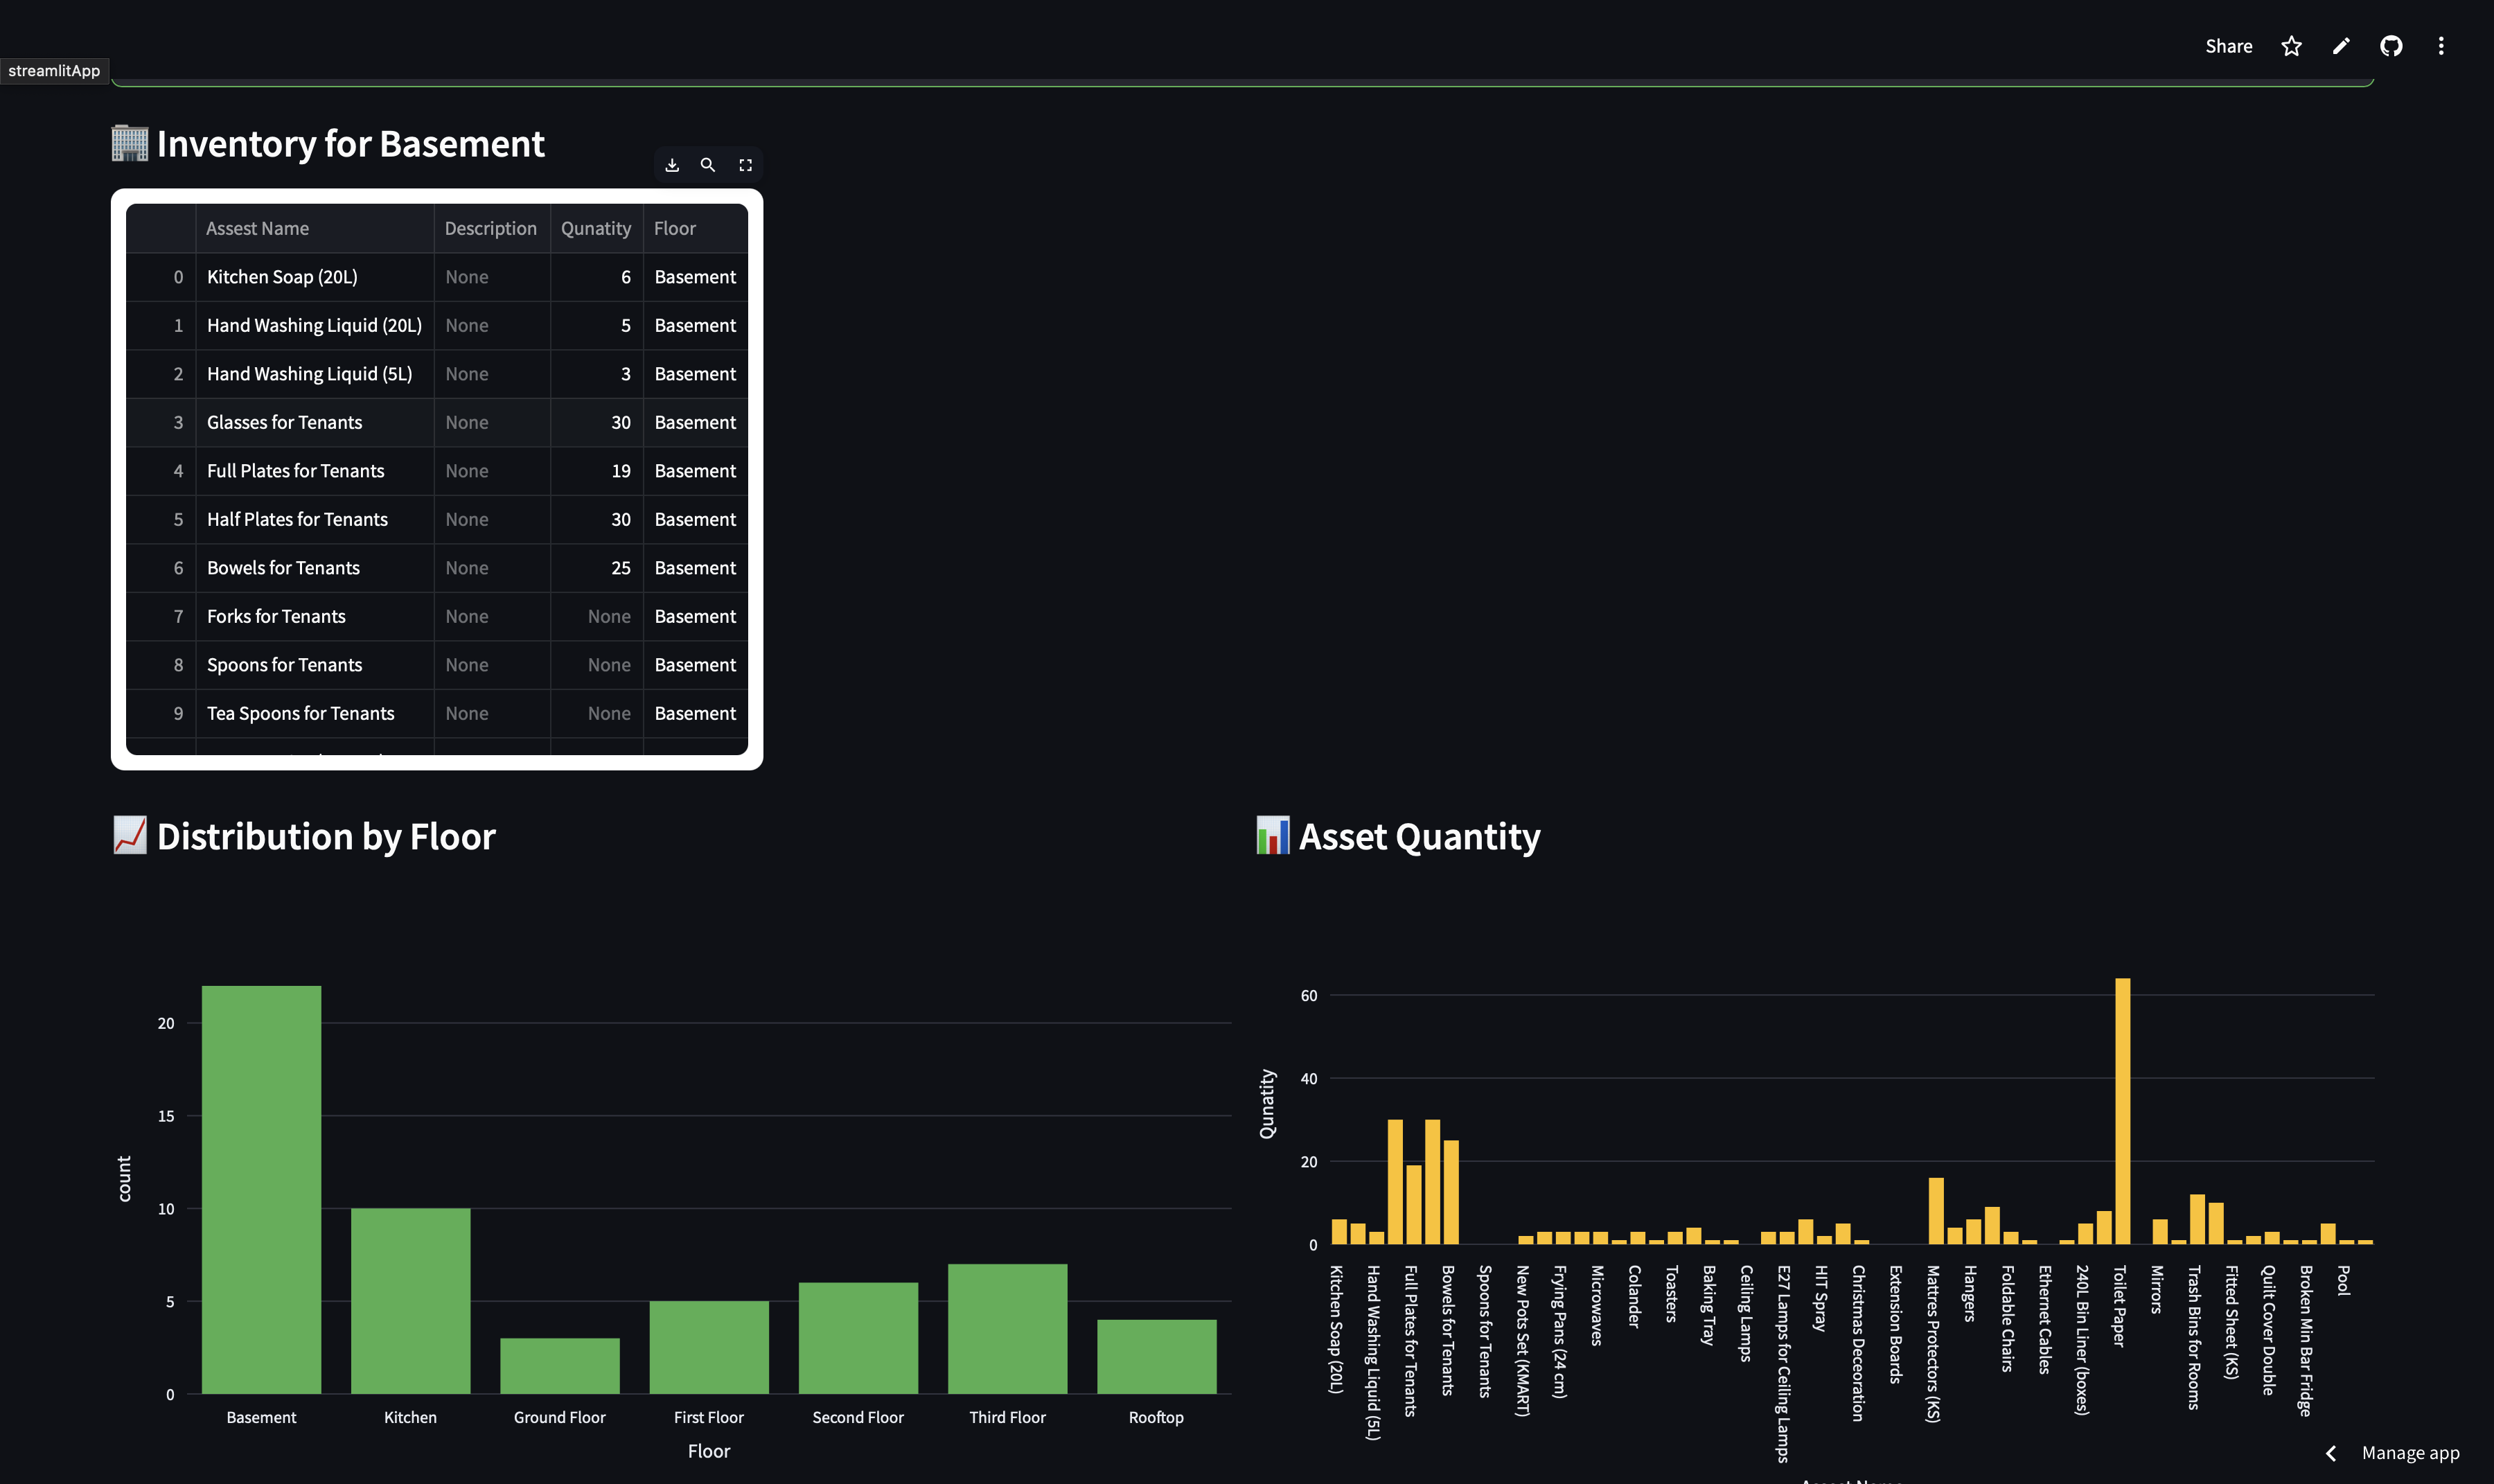 Share
streamlitApp
Inventory for Basement
Assest Name Description Qunatity Floor
0 Kitchen Soap (20L) None 6 Basement
1 Hand Washing Liquid (20L) None 5 Basement
2 Hand Washing Liquid (5L) None 3 Basement
3 Glasses for Tenants None 30 Basement
4 Full Plates for Tenants None 19 Basement
5 Half Plates for Tenants None 30 Basement
6 Bowels for Tenants None 25 Basement
7 Forks for Tenants None None Basement
8 Spoons for Tenants None None Basement
9 Tea Spoons for Tenants None None Basement
Distribution by Floor
count
20
15
10
5
0
Basement
Kitchen
Ground Floor
First Floor
Second Floor
Third Floor
Rooftop
Floor
Asset Quantity
Qunatity
60
40
20
0
Kitchen Soap (20L)
Hand Washing Liquid (5L)
Full Plates for Tenants
Bowels for Tenants
Spoons for Tenants
New Pots Set (KMART)
Frying Pans (24 cm)
Microwaves
Colander
Toasters
Baking Tray
Ceiling Lamps
E27 Lamps for Ceiling Lamps
HIT Spray
Christmas Deceoration
Extension Boards
Mattres Protectors (KS)
Hangers
Foldable Chairs
Ethernet Cables
240L Bin Liner (boxes)
Toilet Paper
Mirrors
Trash Bins for Rooms
Fitted Sheet (KS)
Quilt Cover Double
Broken Min Bar Fridge
Pool
Manage app